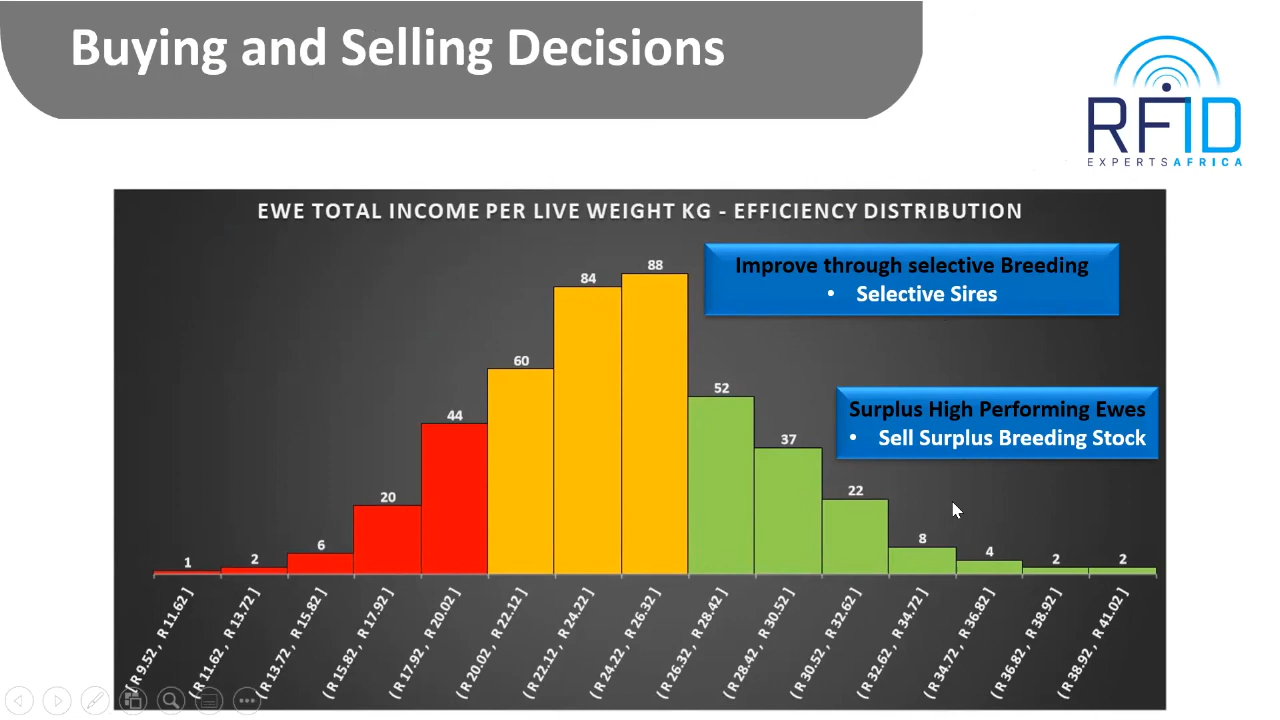 Buying and Selling Decisions
RFID
EXPERTSAFRICA
EWE TOTAL INCOME PER LIVE WEIGHT KG - EFFICIENCY DISTRIBUTION
Improve through selective Breeding
• Selective Sires
Surplus High Performing Ewes
• Sell Surplus Breeding Stock
1
2
6
20
44
60
84
88
52
37
22
8
4
2
2
( R 9.52 , R 11.62 ]
( R 11.62 , R 13.72 ]
( R 13.72 , R 15.82 ]
( R 15.82 , R 17.92 ]
( R 17.92 , R 20.02 ]
( R 20.02 , R 22.12 ]
( R 22.12 , R 24.22 ]
( R 24.22 , R 26.32 ]
( R 26.32 , R 28.42 ]
( R 28.42 , R 30.52 ]
( R 30.52 , R 32.62 ]
( R 32.62 , R 34.72 ]
( R 34.72 , R 36.82 ]
( R 36.82 , R 38.92 ]
( R 38.92 , R 41.02 ]